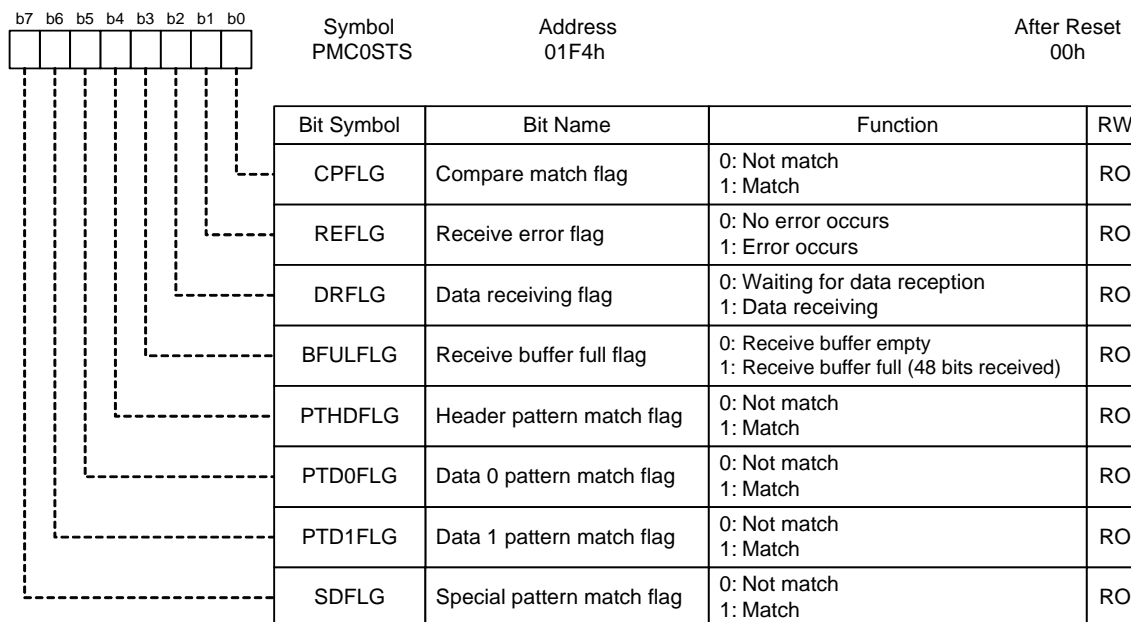 b7 b6 b5 b4 b3 b2 b1 b0
Symbol Address After Reset
PMC0STS 01F4h 00h
Bit Symbol Bit Name Function RW
CPFLG Compare match flag 0: Not match
1: Match RO
REFLG Receive error flag 0: No error occurs
1: Error occurs RO
DRFLG Data receiving flag 0: Waiting for data reception
1: Data receiving RO
BFULFLG Receive buffer full flag 0: Receive buffer empty
1: Receive buffer full (48 bits received) RO
PTHDFLG Header pattern match flag 0: Not match
1: Match RO
PTD0FLG Data 0 pattern match flag 0: Not match
1: Match RO
PTD1FLG Data 1 pattern match flag 0: Not match
1: Match RO
SDFLG Special pattern match flag 0: Not match
1: Match RO